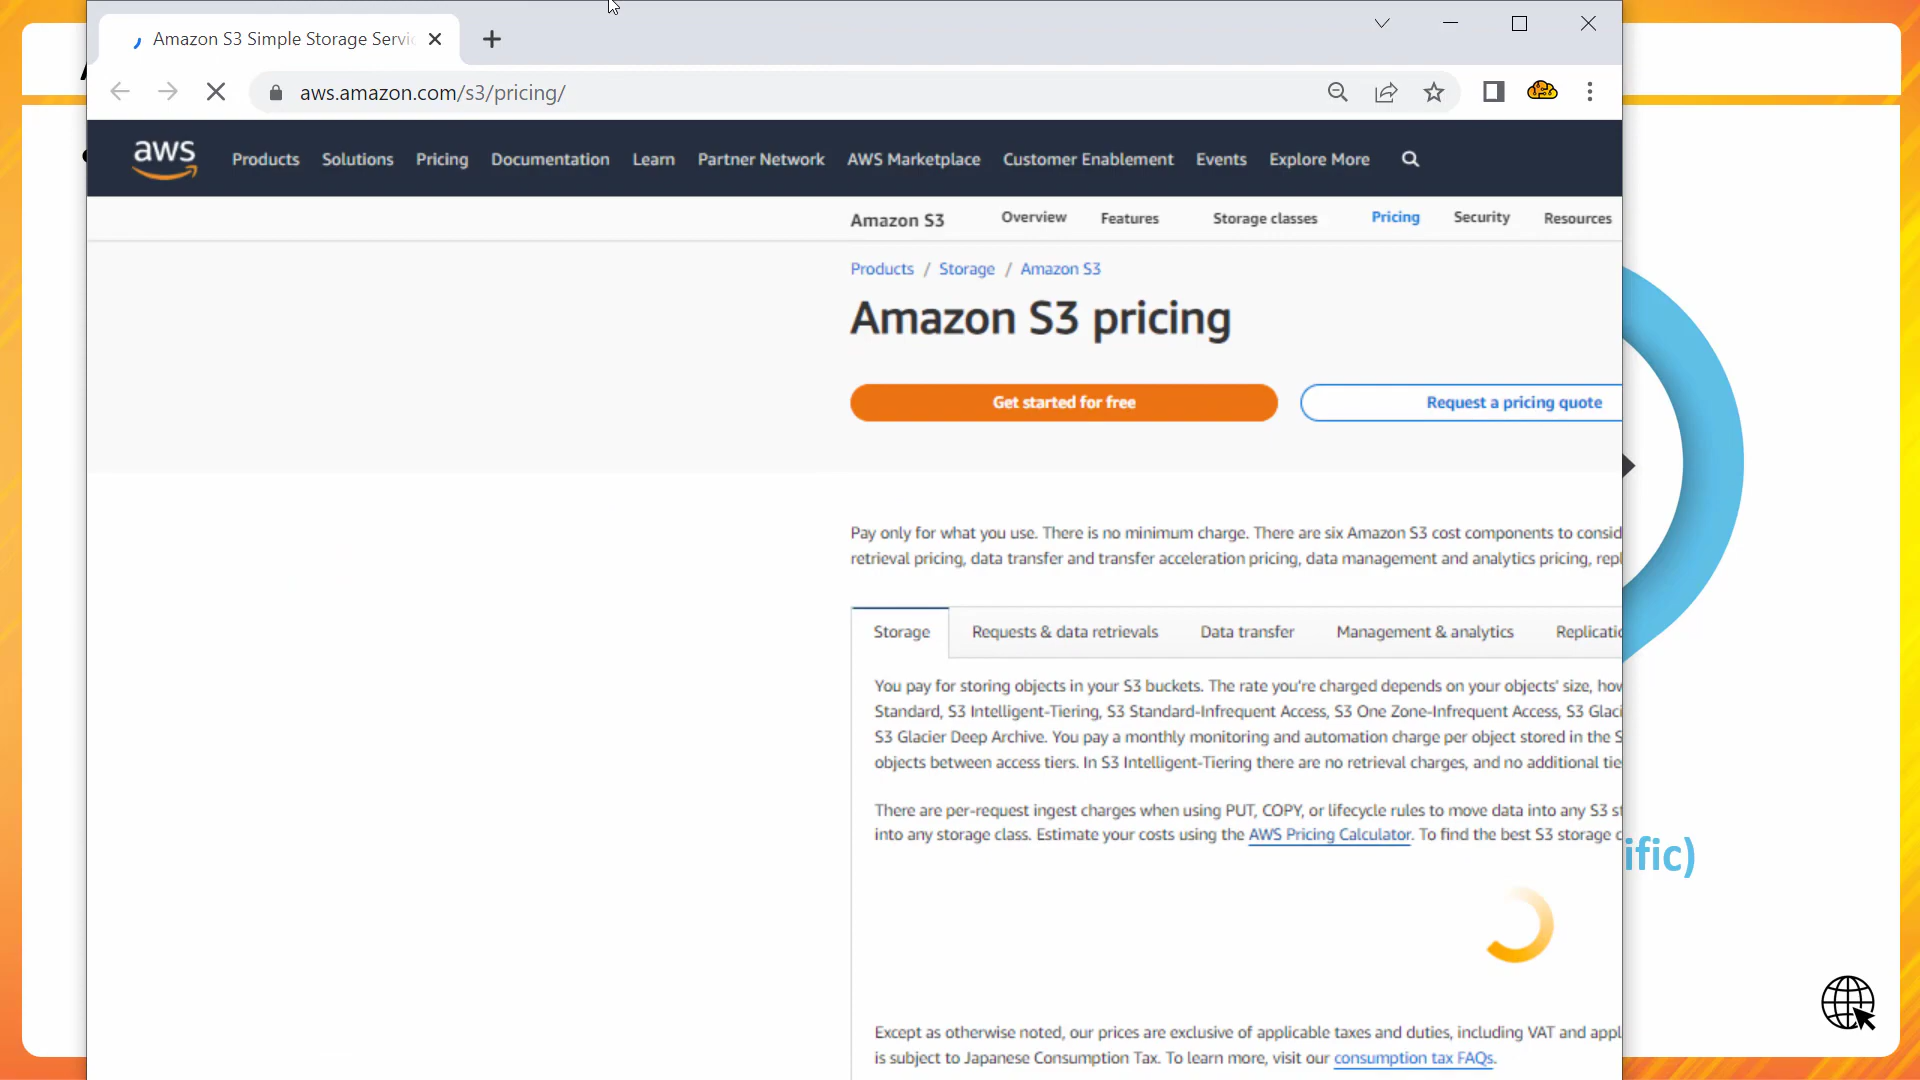 Amazon S3 Simple Storage Servi
aws.amazon.com/s3/pricing/
aws
Products Solutions Pricing Documentation Learn Partner Network AWS Marketplace Customer Enablement Events Explore More
Amazon S3 Overview Features Storage classes Pricing Security Resources
Products / Storage / Amazon S3
Amazon S3 pricing
Get started for free
Request a pricing quote
Pay only for what you use. There is no minimum charge. There are six Amazon S3 cost components to consid
retrieval pricing, data transfer and transfer acceleration pricing, data management and analytics pricing, repl
Storage Requests & data retrievals Data transfer Management & analytics Replicatio
You pay for storing objects in your S3 buckets. The rate you're charged depends on your objects' size, how
Standard, S3 Intelligent-Tiering, S3 Standard-Infrequent Access, S3 One Zone-Infrequent Access, S3 Glaci
S3 Glacier Deep Archive. You pay a monthly monitoring and automation charge per object stored in the S
objects between access tiers. In S3 Intelligent-Tiering there are no retrieval charges, and no additional tie
There are per-request ingest charges when using PUT, COPY, or lifecycle rules to move data into any S3 st
into any storage class. Estimate your costs using the AWS Pricing Calculator. To find the best S3 storage c
ific)
Except as otherwise noted, our prices are exclusive of applicable taxes and duties, including VAT and appl
is subject to Japanese Consumption Tax. To learn more, visit our consumption tax FAQs.